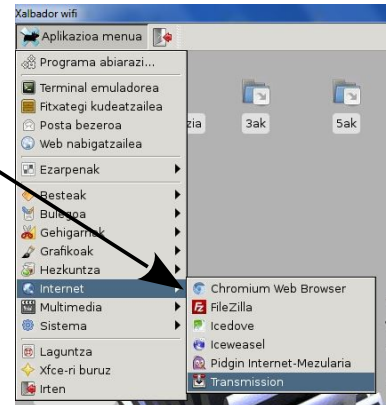 Xalbador wifi
Aplikazioa menua
Programa abiarazi...
Terminal emuladorea
Fitxategi kudeatzailea
Posta bezeroa
Web nabigatzailea
Ezarpenak
Besteak
Bulegoa
Gehigarriak
Grafikoak
Hezkuntza
Internet
Multimedia
Sistema
Laguntza
Xfce-ri buruz
Irten
zia
3ak
5ak
Chromium Web Browser
FileZilla
Icedove
Iceweasel
Pidgin Internet-Mezularia
Transmission